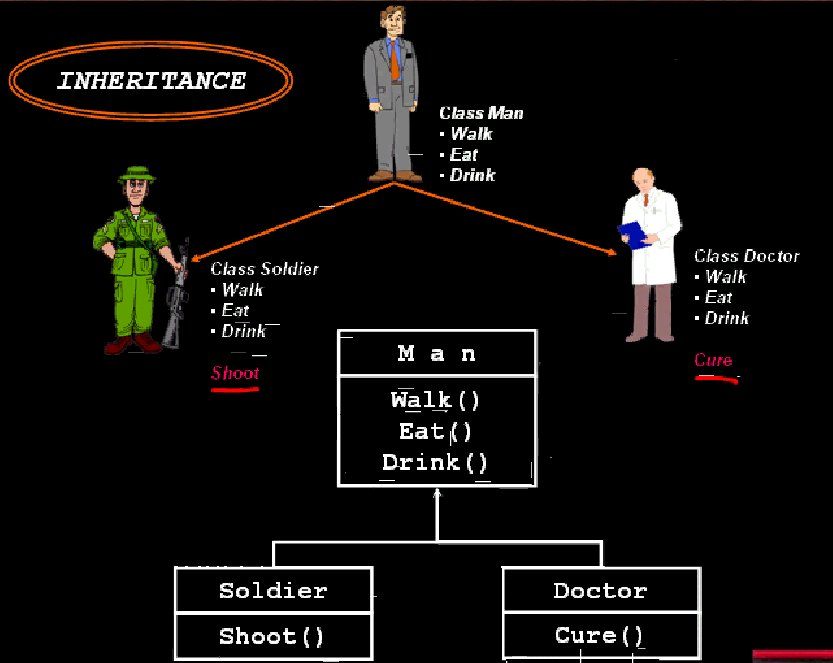 INHERITANCE
Class Man
• Walk
• Eat
• Drink
Class Soldier
• Walk
• Eat
• Drink
Shoot
Class Doctor
• Walk
• Eat
• Drink
Cure
Man
Walk()
Eat()
Drink()
Soldier
Shoot()
Doctor
Cure()